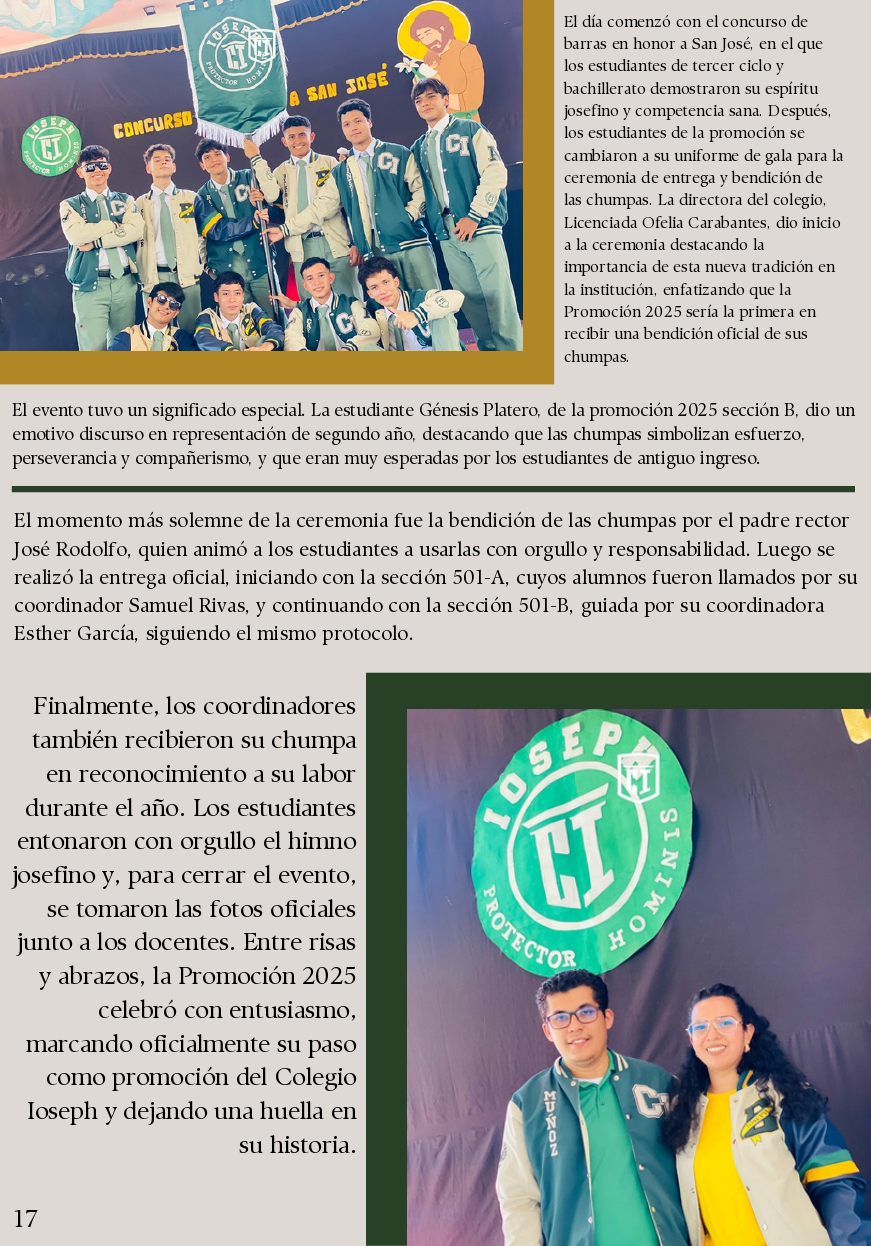 IOSEPH
CI
PROTECTOR HOMINIS
CONCURSO
A SAN JOSÉ
IOSEPH
CI
PROTECTOR HOMINIS
CI
CI
C
El día comenzó con el concurso de
barras en honor a San José, en el que
los estudiantes de tercer ciclo y
bachillerato demostraron su espíritu
josefino y competencia sana. Después,
los estudiantes de la promoción se
cambiaron a su uniforme de gala para la
ceremonia de entrega y bendición de
las chumpas. La directora del colegio,
Licenciada Ofelia Carabantes, dio inicio
a la ceremonia destacando la
importancia de esta nueva tradición en
la institución, enfatizando que la
Promoción 2025 sería la primera en
recibir una bendición oficial de sus
chumpas.
El evento tuvo un significado especial. La estudiante Génesis Platero, de la promoción 2025 sección B, dio un
emotivo discurso en representación de segundo año, destacando que las chumpas simbolizan esfuerzo,
perseverancia y compañerismo, y que eran muy esperadas por los estudiantes de antiguo ingreso.
El momento más solemne de la ceremonia fue la bendición de las chumpas por el padre rector
José Rodolfo, quien animó a los estudiantes a usarlas con orgullo y responsabilidad. Luego se
realizó la entrega oficial, iniciando con la sección 501-A, cuyos alumnos fueron llamados por su
coordinador Samuel Rivas, y continuando con la sección 501-B, guiada por su coordinadora
Esther García, siguiendo el mismo protocolo.
Finalmente, los coordinadores
también recibieron su chumpa
en reconocimiento a su labor
durante el año. Los estudiantes
entonaron con orgullo el himno
josefino y, para cerrar el evento,
se tomaron las fotos oficiales
junto a los docentes. Entre risas
y abrazos, la Promoción 2025
celebró con entusiasmo,
marcando oficialmente su paso
como promoción del Colegio
Ioseph y dejando una huella en
su historia.
IOSEPH
CI
PROTECTOR HOMINIS
MUÑOZ
17